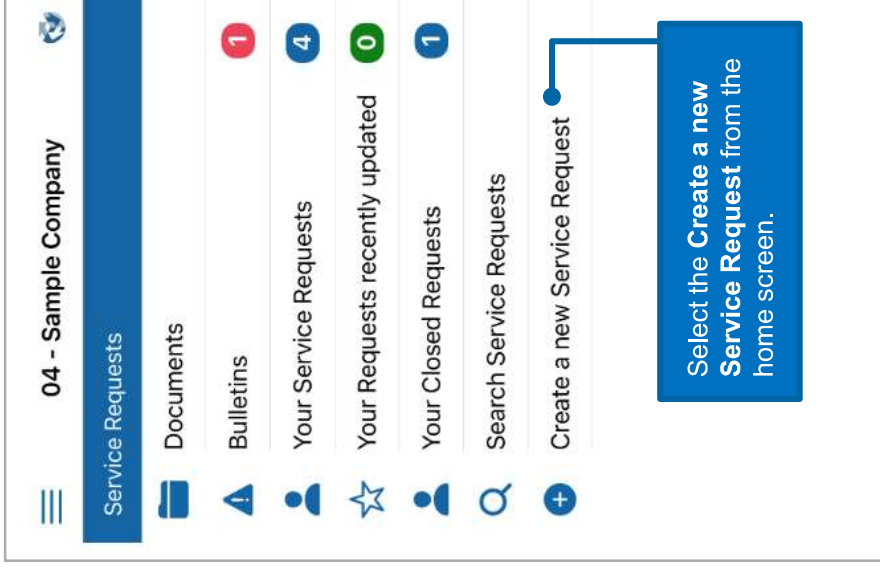 04 - Sample Company
Service Requests
Documents
Bulletins 1
Your Service Requests 4
Your Requests recently updated 0
Your Closed Requests 1
Search Service Requests
Create a new Service Request
Select the Create a new
Service Request from the
home screen.